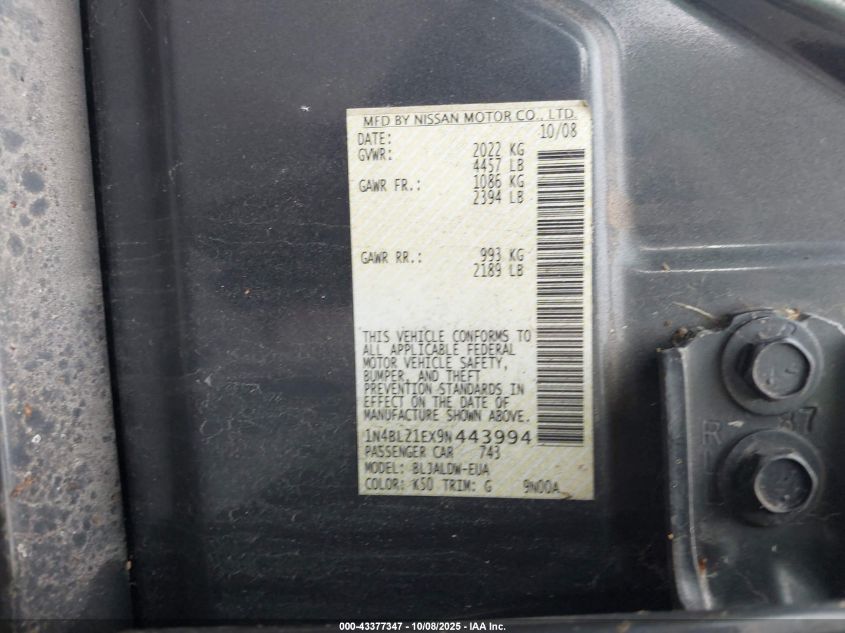 MFD BY NISSAN MOTOR CO., LTD.
DATE: 10/08
GVWR: 2022 KG
4457 LB
GAWR FR.: 1086 KG
2394 LB
GAWR RR.: 993 KG
2189 LB
THIS VEHICLE CONFORMS TO
ALL APPLICABLE FEDERAL
MOTOR VEHICLE SAFETY,
BUMPER, AND THEFT
PREVENTION STANDARDS IN
EFFECT ON THE DATE OF
MANUFACTURE SHOWN ABOVE.
1N4BL21EX9N443994
PASSENGER CAR 743
MODEL: BL3ALDW-EUA
COLOR: K50 TRIM: G 9N00A
R
37
000-43377347 - 10/08/2025 - IAA Inc.